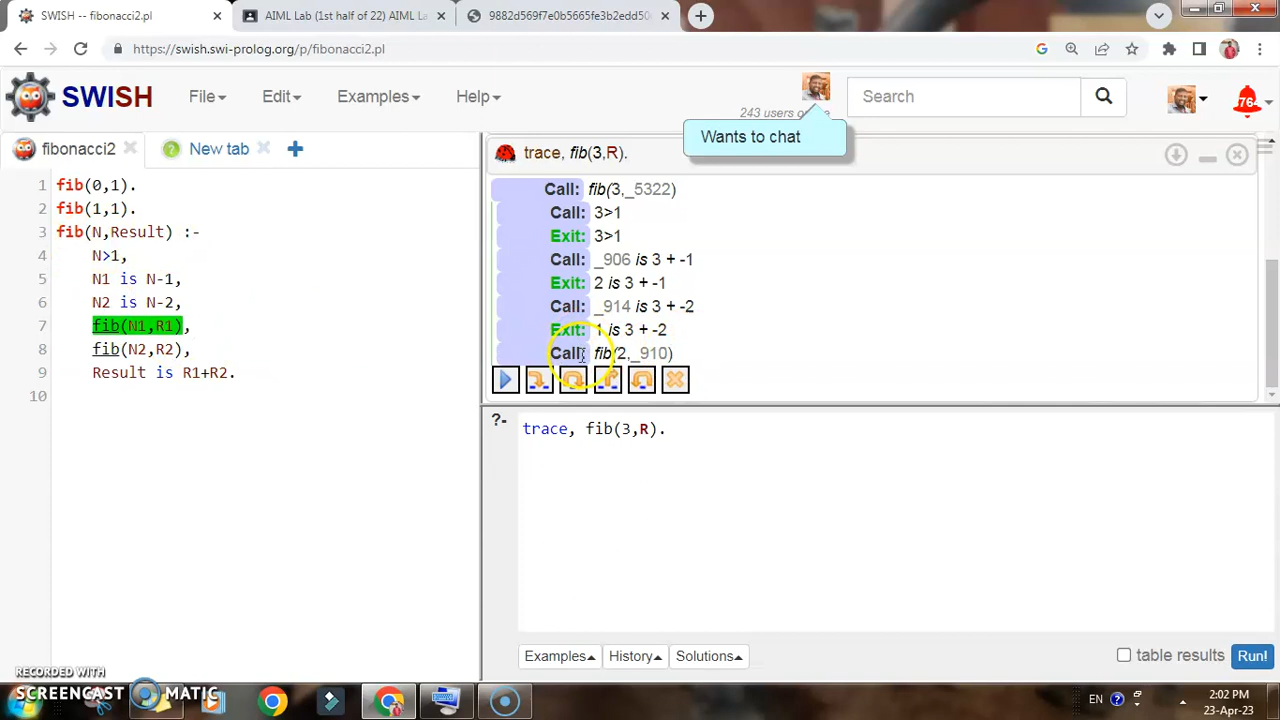 SWISH -- fibonacci2.pl
AIML Lab (1st half of 22) AIML La
9882d569f7e0b5665fe3b2edd50
https://swish.swi-prolog.org/p/fibonacci2.pl
SWISH
File
Edit
Examples
Help
243 users o
Search
764
Wants to chat
fibonacci2
New tab
1 fib(0,1).
2 fib(1,1).
3 fib(N,Result) :-
4 N>1,
5 N1 is N-1,
6 N2 is N-2,
7 fib(N1,R1),
8 fib(N2,R2),
9 Result is R1+R2.
10
trace, fib(3,R).
Call: fib(3,_5322)
Call: 3>1
Exit: 3>1
Call: _906 is 3 + -1
Exit: 2 is 3 + -1
Call: _914 is 3 + -2
Exit: 1 is 3 + -2
Call: fib(2,_910)
?- trace, fib(3,R).
Examples
History
Solutions
table results
Run!
RECORDED WITH
SCREENCAST MATIC
EN
2:02 PM
23-Apr-23